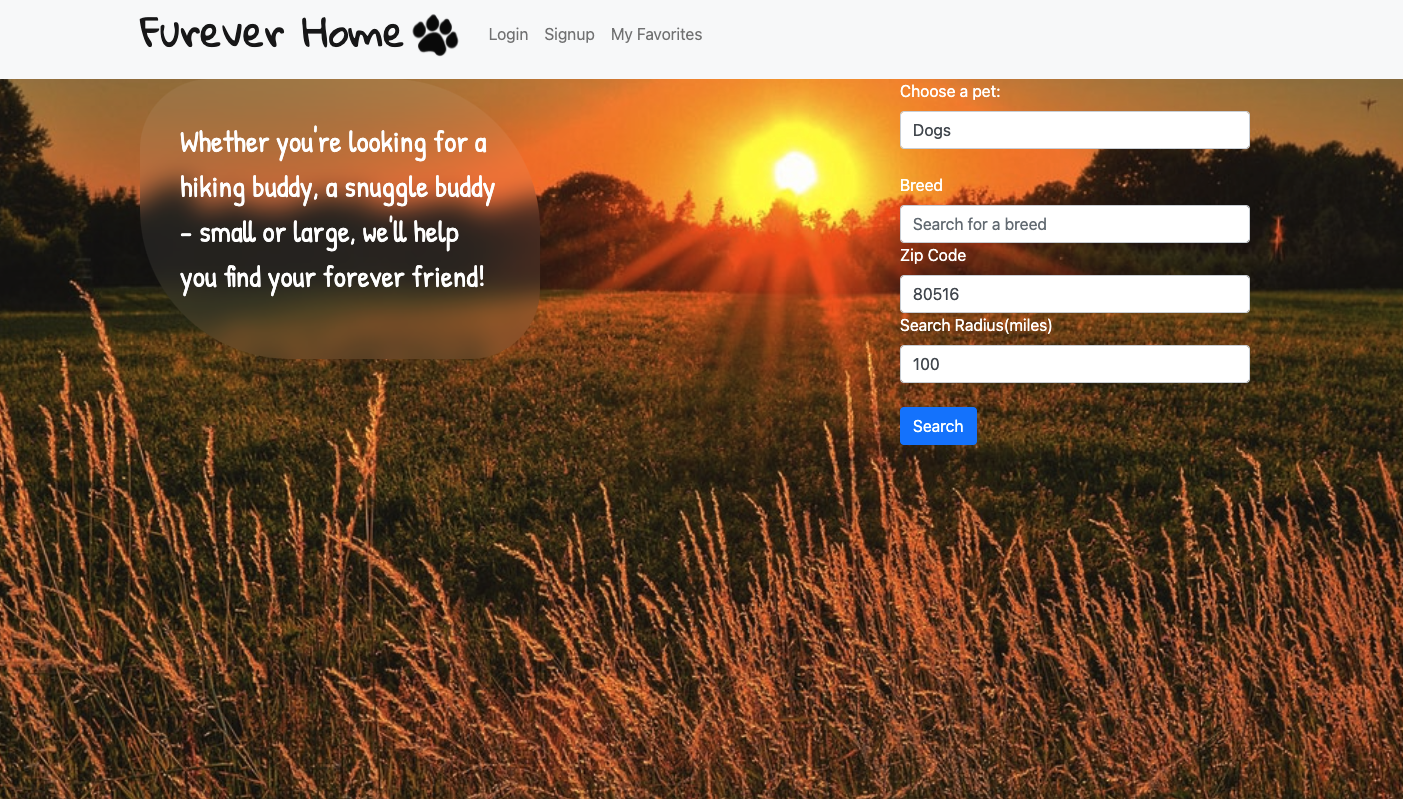 Furever Home
Login Signup My Favorites
Whether you're looking for a
hiking buddy, a snuggle buddy
- small or large, we'll help
you find your forever friend!
Choose a pet:
Dogs
Breed
Search for a breed
Zip Code
80516
Search Radius(miles)
100
Search